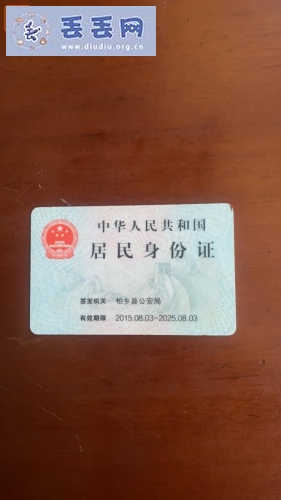 丢丢网
www.diudiu.org.cn
中华人民共和国
居民身份证
签发机关 柏乡县公安局
有效期限 2015.08.03-2025.08.03